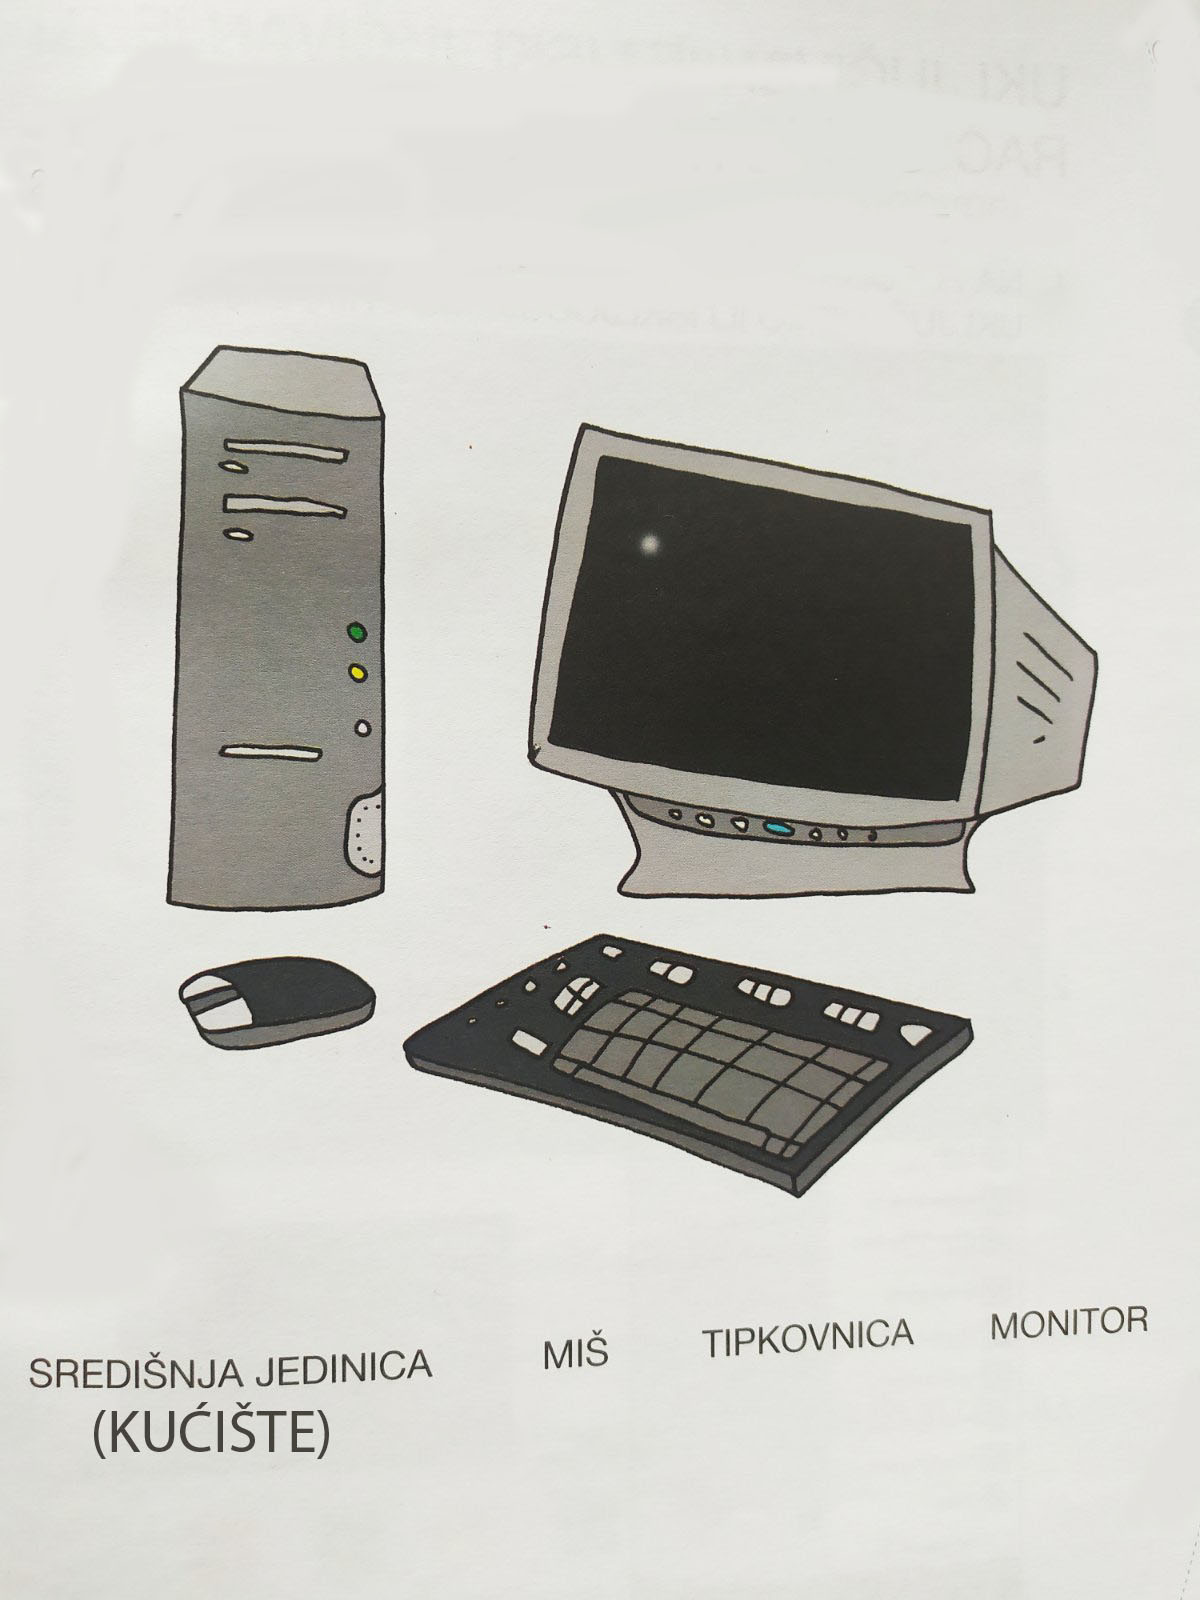 SREDIŠNJA JEDINICA MIŠ TIPKOVNICA MONITOR
(KUĆIŠTE)